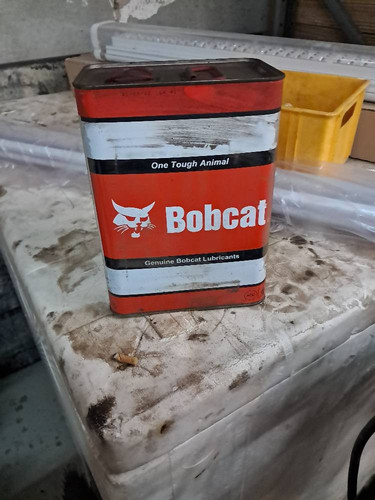 One Tough Animal
Bobcat
Genuine Bobcat Lubricants